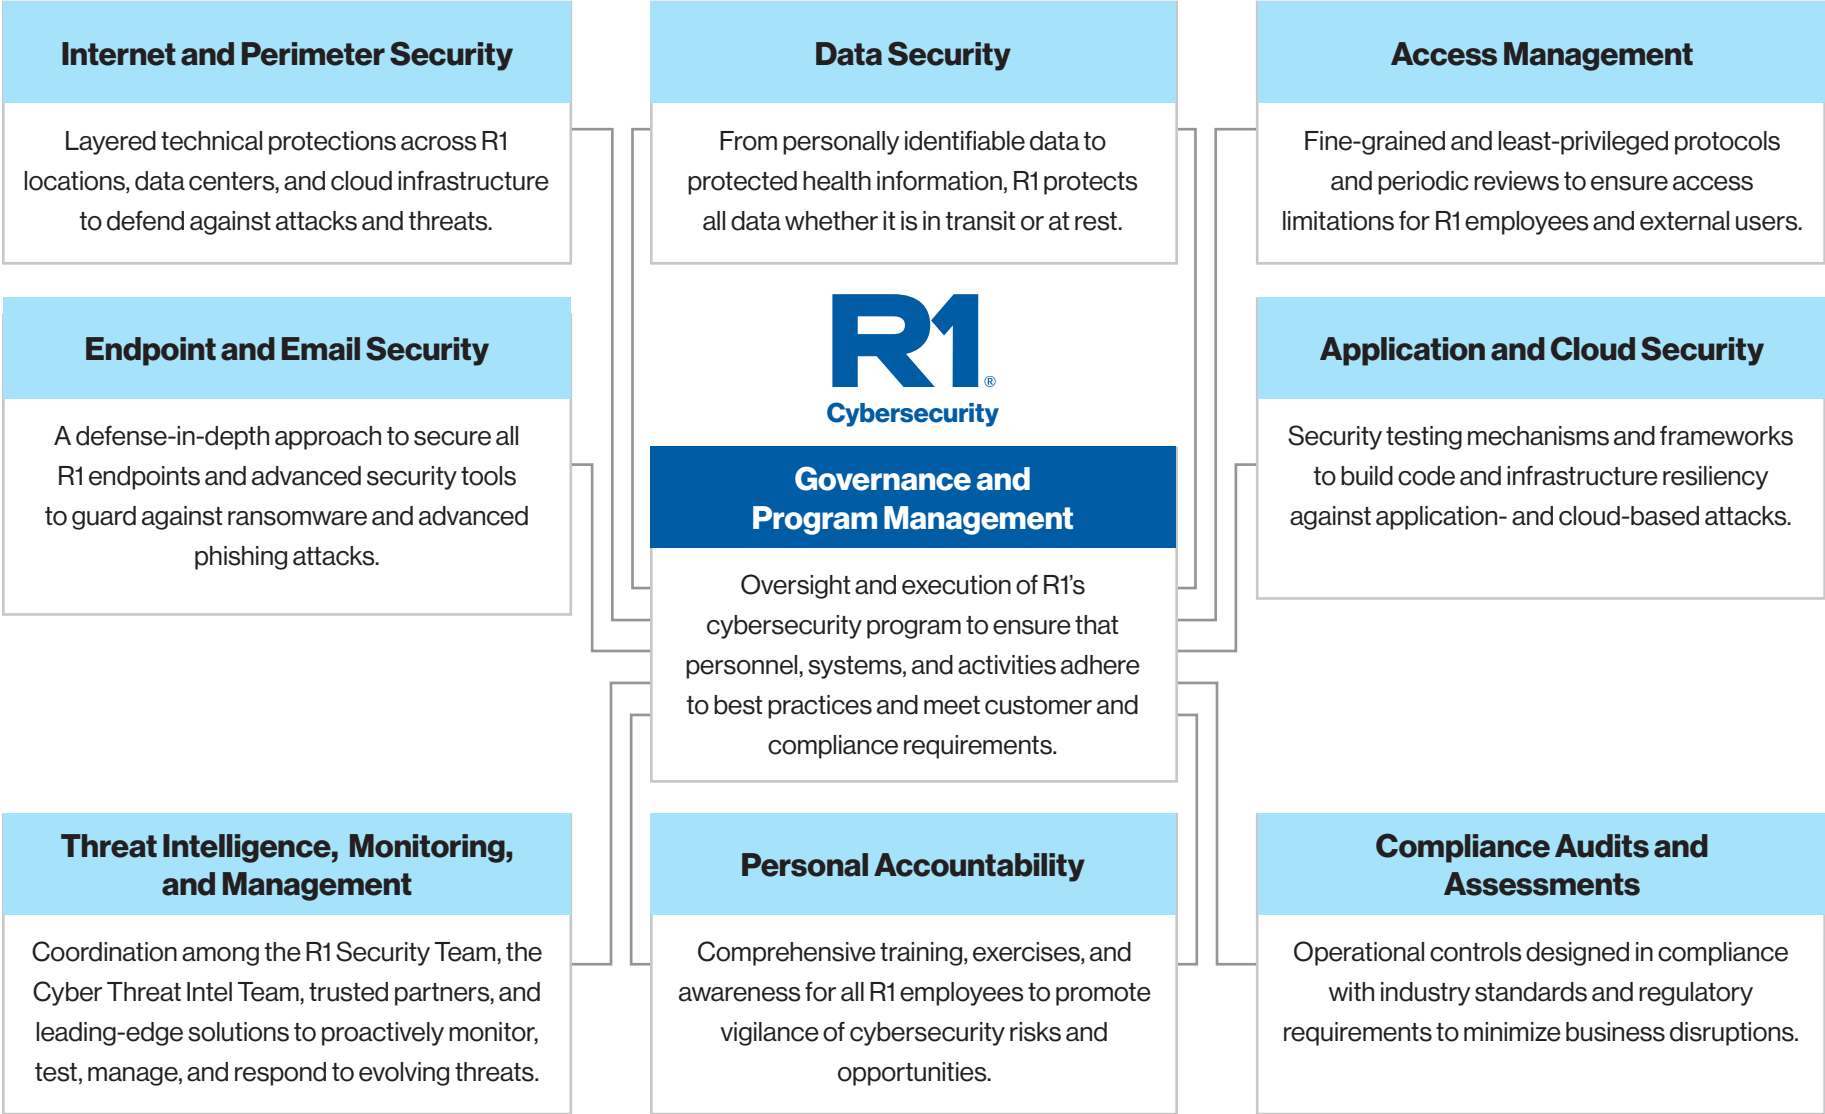 Internet and Perimeter Security
Layered technical protections across R1
locations, data centers, and cloud infrastructure
to defend against attacks and threats.
Data Security
From personally identifiable data to
protected health information, R1 protects
all data whether it is in transit or at rest.
Access Management
Fine-grained and least-privileged protocols
and periodic reviews to ensure access
limitations for R1 employees and external users.
Endpoint and Email Security
A defense-in-depth approach to secure all
R1 endpoints and advanced security tools
to guard against ransomware and advanced
phishing attacks.
R1®
Cybersecurity
Governance and
Program Management
Oversight and execution of R1’s
cybersecurity program to ensure that
personnel, systems, and activities adhere
to best practices and meet customer and
compliance requirements.
Application and Cloud Security
Security testing mechanisms and frameworks
to build code and infrastructure resiliency
against application- and cloud-based attacks.
Threat Intelligence, Monitoring,
and Management
Coordination among the R1 Security Team, the
Cyber Threat Intel Team, trusted partners, and
leading-edge solutions to proactively monitor,
test, manage, and respond to evolving threats.
Personal Accountability
Comprehensive training, exercises, and
awareness for all R1 employees to promote
vigilance of cybersecurity risks and
opportunities.
Compliance Audits and
Assessments
Operational controls designed in compliance
with industry standards and regulatory
requirements to minimize business disruptions.